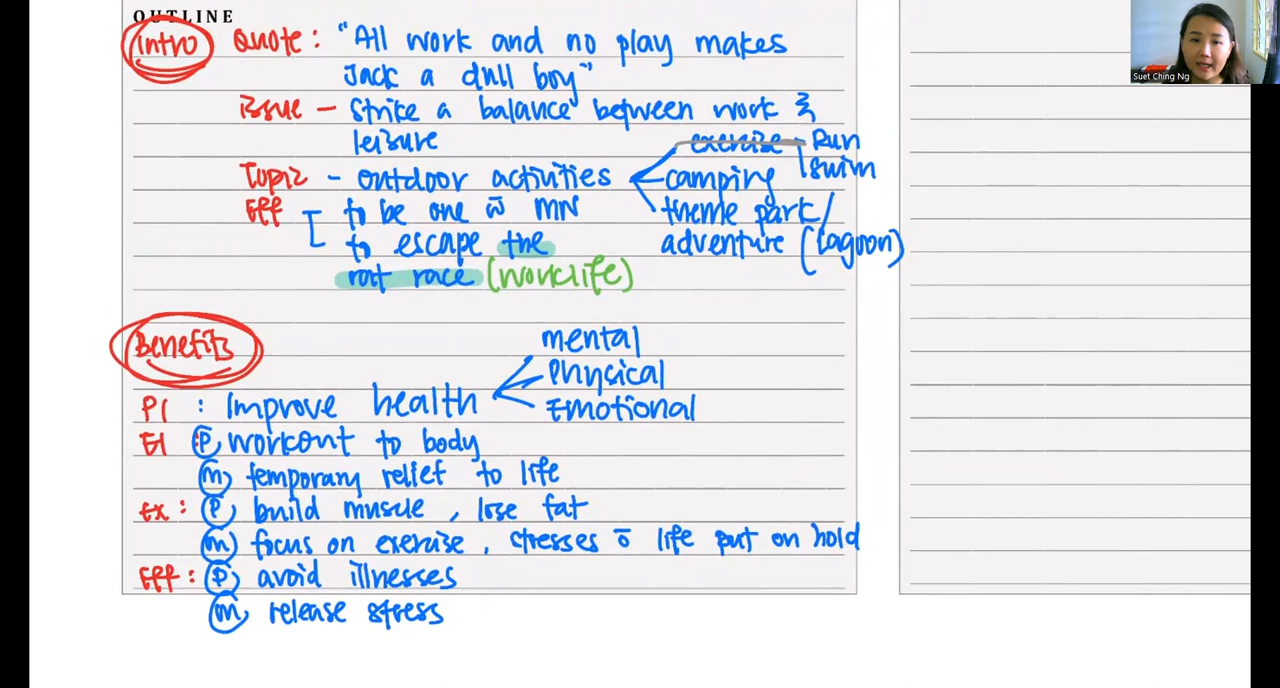 OUTLINE
Intro Quote : "All work and no play makes
Jack a dull boy"
Issue - Strike a balance between work &
leisure
exercise - Run
swim
Topic - outdoor activities
camping
Eff to be one w̄ MN
theme park/
to escape the
adventure (Lagoon)
rat race (worklife)
Benefits
mental
Physical
Emotional
P1 : Improve health
El (P) workout to body
(m) temporary relief to life
Ex : (P) build muscle, lose fat
(m) focus on exercise, stresses ō life put on hold
Eff : (P) avoid illnesses
(m) release stress
Suet Ching Ng